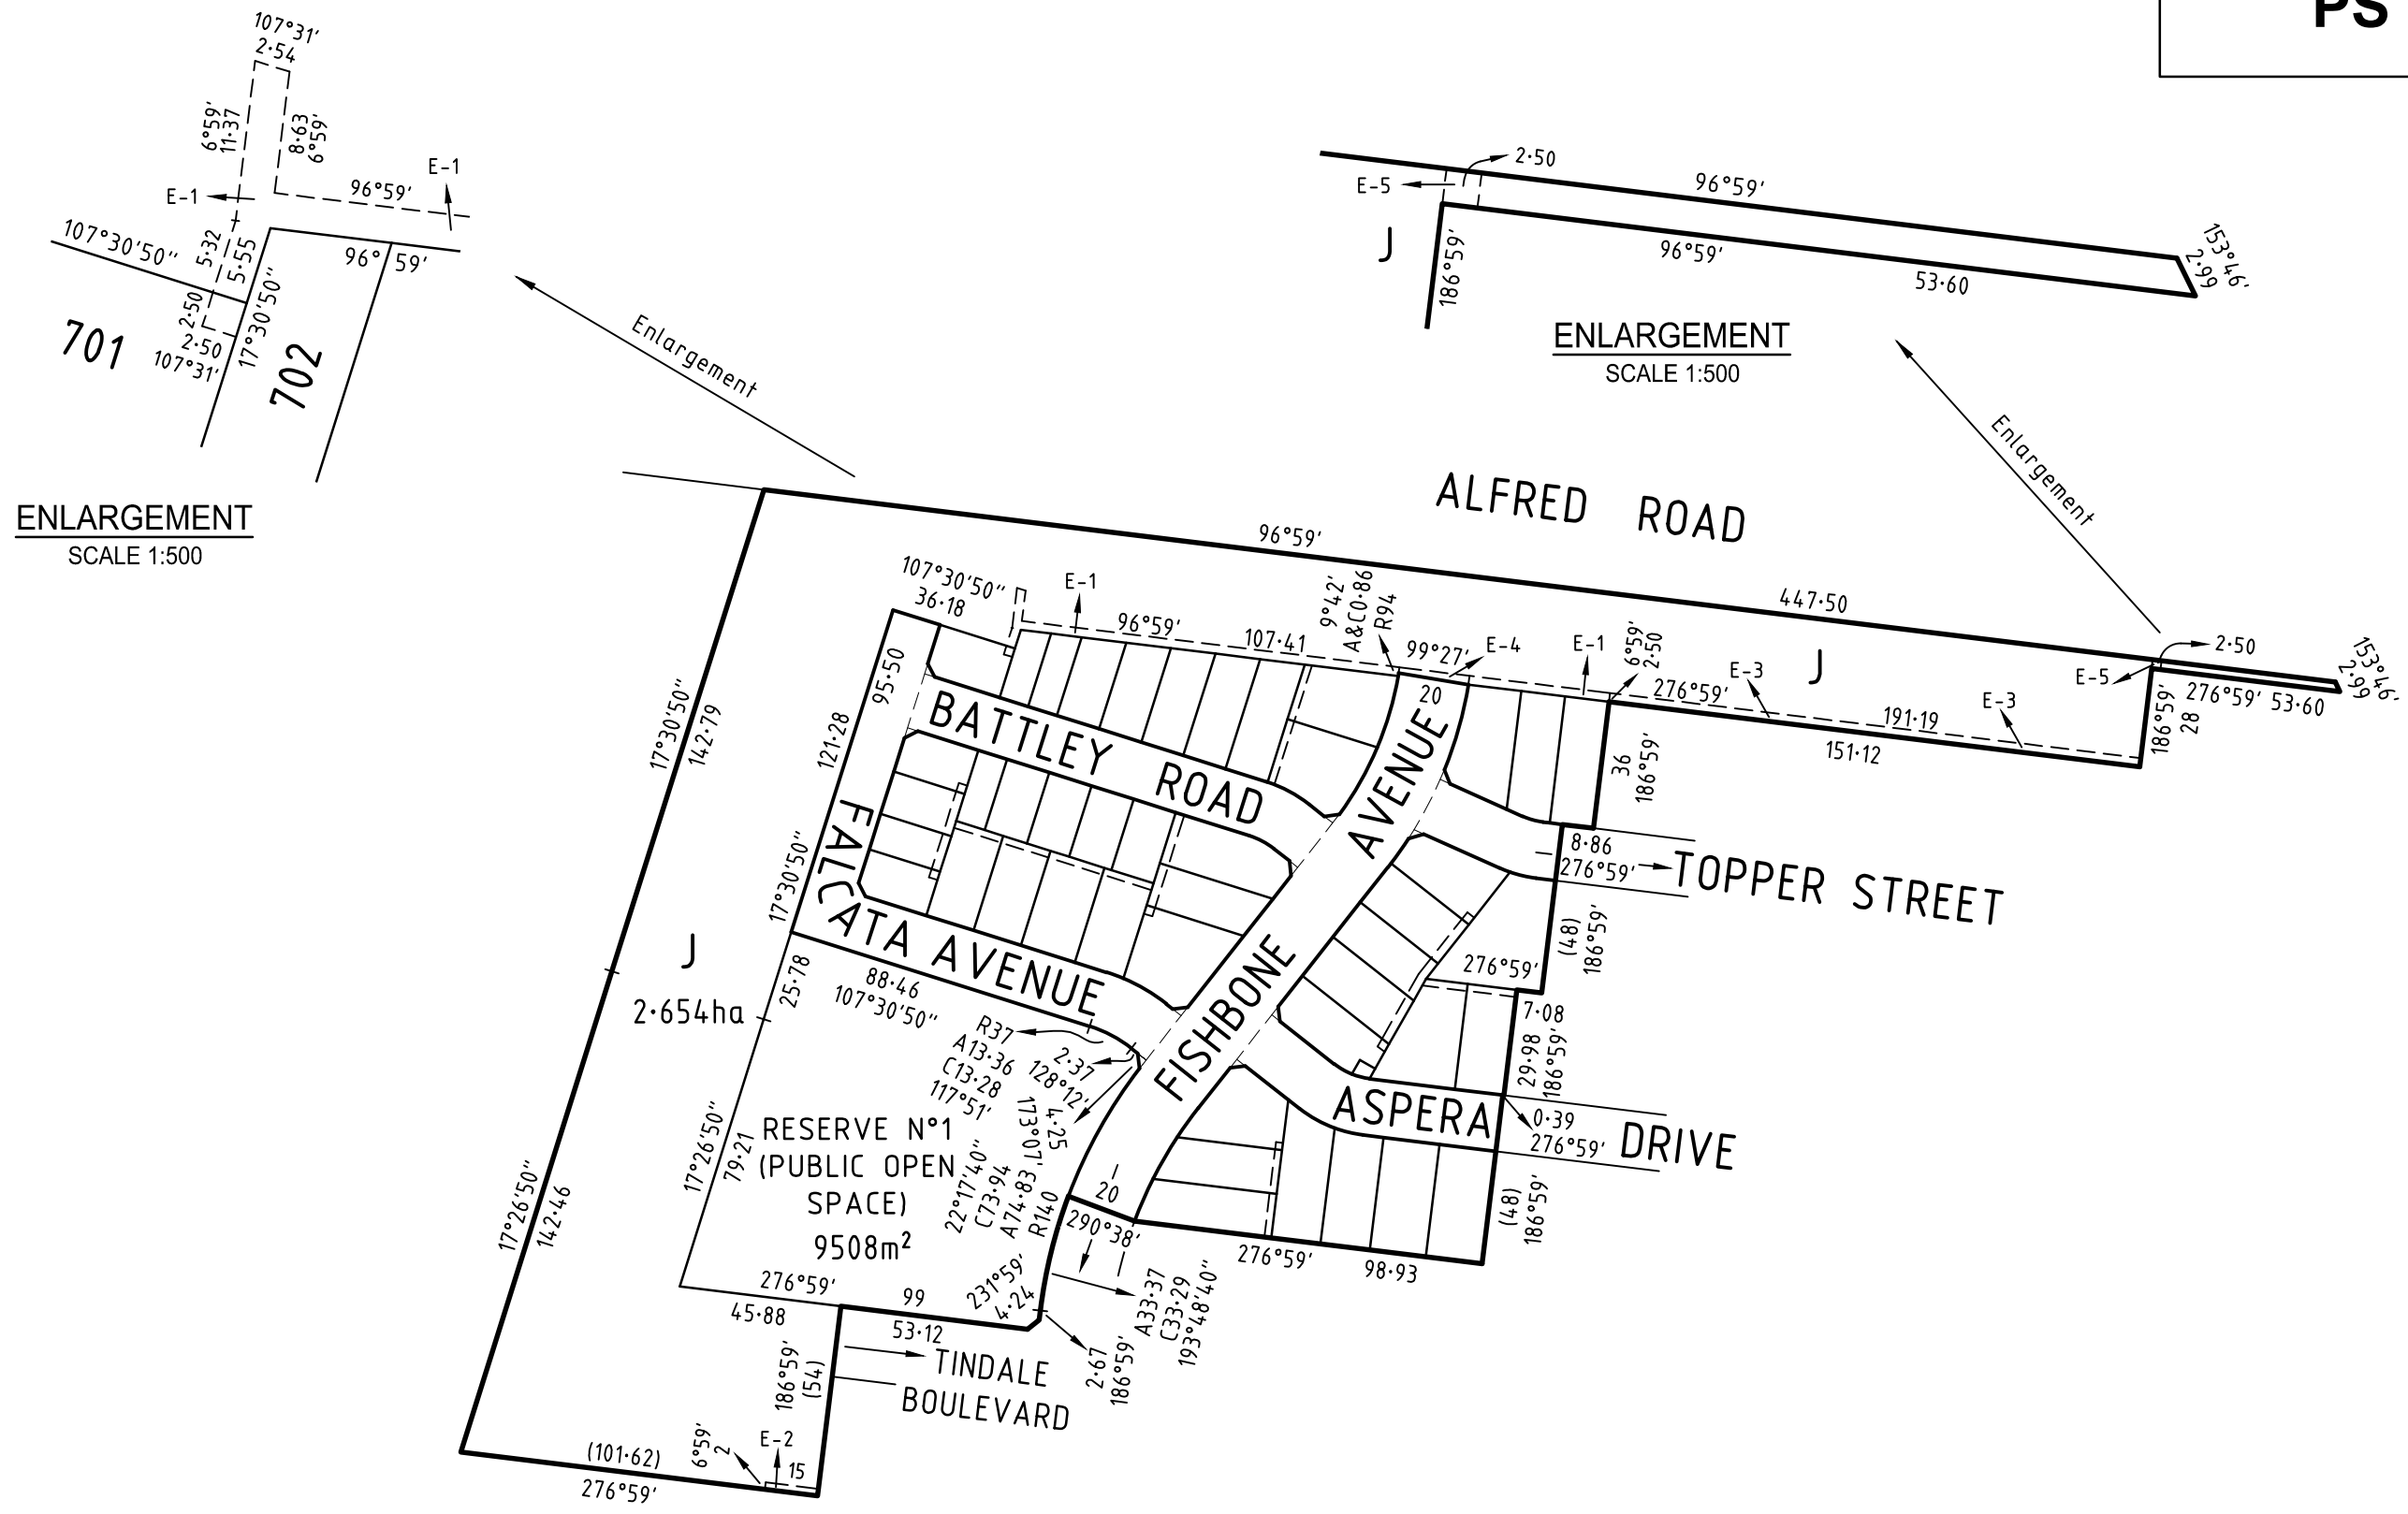 PS
107°31'
2·54
6°59'
11·37
8·63
6°59'
E-1
E-1
96°59'
107°30'50"
5·32
5·55
96° 59'
2·50
2·50
107°31'
17°30'50"
701
702
ENLARGEMENT
SCALE 1:500
Enlargement
2·50
E-5
96°59'
J
186°59'
96°59'
53·60
153°46'
2·99
ENLARGEMENT
SCALE 1:500
Enlargement
ALFRED ROAD
96°59'
447·50
107°30'50"
36·18
E-1
96°59'
107·41
9°42'
A&C0·86
R94
99°27'
E-4
20
E-1
6°59'
2·50
276°59'
E-3
J
191·19
E-3
151·12
E-5
2·50
186°59'
28
276°59' 53·60
153°46'
2·99
17°30'50"
142·79
95·50
121·28
17°30'50"
BATTLEY ROAD
FALCATA AVENUE
FISHBONE AVENUE
36
186°59'
8·86
276°59'
TOPPER STREET
(48)
186°59'
276°59'
7·08
29·98
186°59'
ASPERA DRIVE
0·39
276°59'
(48)
186°59'
J
2·654ha
25·78
88·46
107°30'50"
R37
A13·36
C13·28
117°51'
2·37
128°12'
4·25
173°07'
22°17'40"
C73·94
A74·83
R140
17°26'50"
79·21
RESERVE N°1
(PUBLIC OPEN
SPACE)
9508m²
20
290°38'
276°59'
98·93
17°26'50"
142·46
276°59'
45·88
99
53·12
231°59'
4·24
A33·37
C33·29
193°48'40"
2·67
186°59'
186°59'
(54)
TINDALE
BOULEVARD
(101·62)
276°59'
6°59'
2
E-2
15